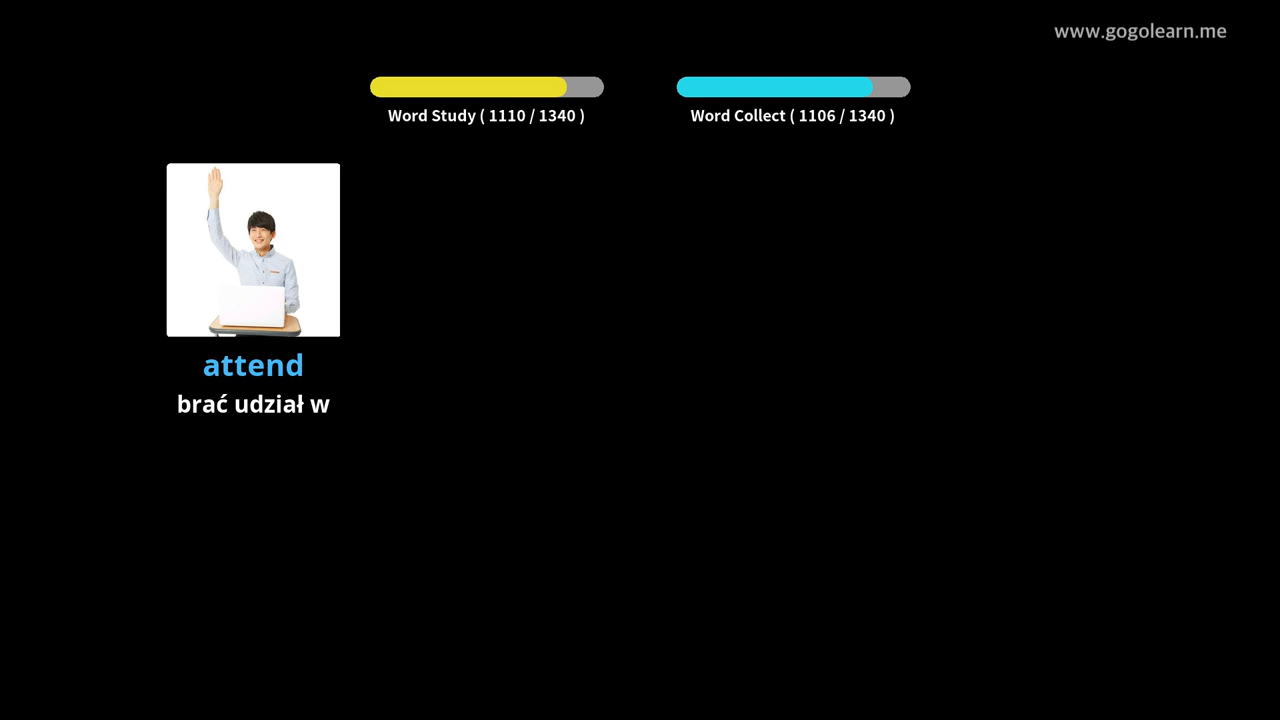 www.gogolearn.me
Word Study ( 1110 / 1340 )
Word Collect ( 1106 / 1340 )
attend
brać udział w